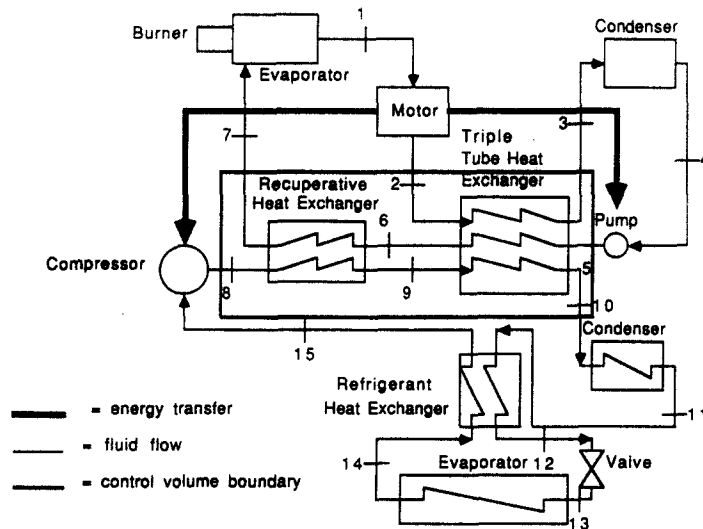 1
Burner
Evaporator
Condenser
Motor
3
7
Triple
Tube Heat
Exchanger
2
Recuperative
Heat Exchanger
6
Pump
Compressor
8
9
5
10
15
Condenser
Refrigerant
Heat Exchanger
11
= energy transfer
= fluid flow
= control volume boundary
14
Evaporator
12
Valve
13